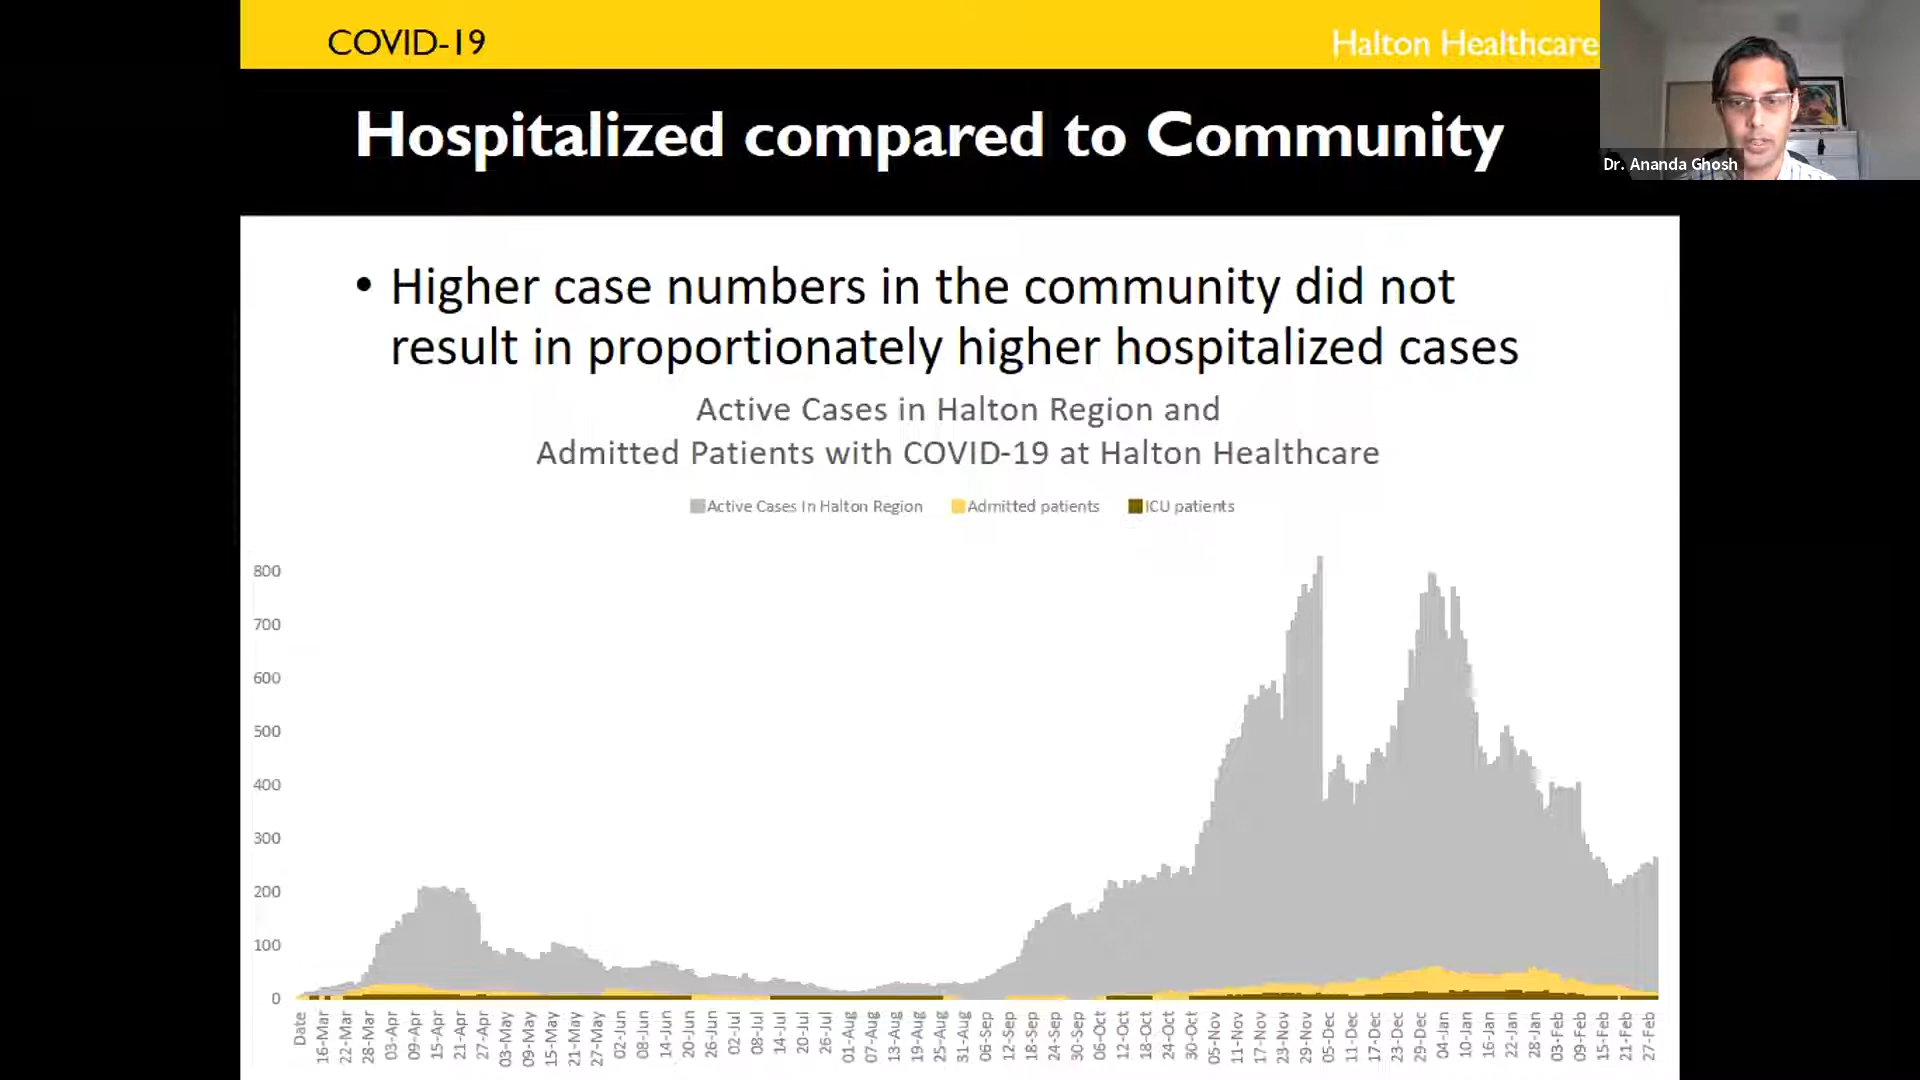 COVID-19
Halton Healthcare
Dr. Ananda Ghosh
Hospitalized compared to Community
• Higher case numbers in the community did not
result in proportionately higher hospitalized cases
Active Cases in Halton Region and
Admitted Patients with COVID-19 at Halton Healthcare
Active Cases In Halton Region Admitted patients ICU patients
800
700
600
500
400
300
200
100
0
Date 16-Mar 22-Mar 28-Mar 03-Apr 09-Apr 15-Apr 21-Apr 27-Apr 03-May 09-May 15-May 21-May 27-May 02-Jun 08-Jun 14-Jun 20-Jun 26-Jun 02-Jul 08-Jul 14-Jul 20-Jul 26-Jul 01-Aug 07-Aug 13-Aug 19-Aug 25-Aug 31-Aug 06-Sep 12-Sep 18-Sep 24-Sep 30-Sep 06-Oct 12-Oct 18-Oct 24-Oct 30-Oct 05-Nov 11-Nov 17-Nov 23-Nov 29-Nov 05-Dec 11-Dec 17-Dec 23-Dec 29-Dec 04-Jan 10-Jan 16-Jan 22-Jan 28-Jan 03-Feb 09-Feb 15-Feb 21-Feb 27-Feb